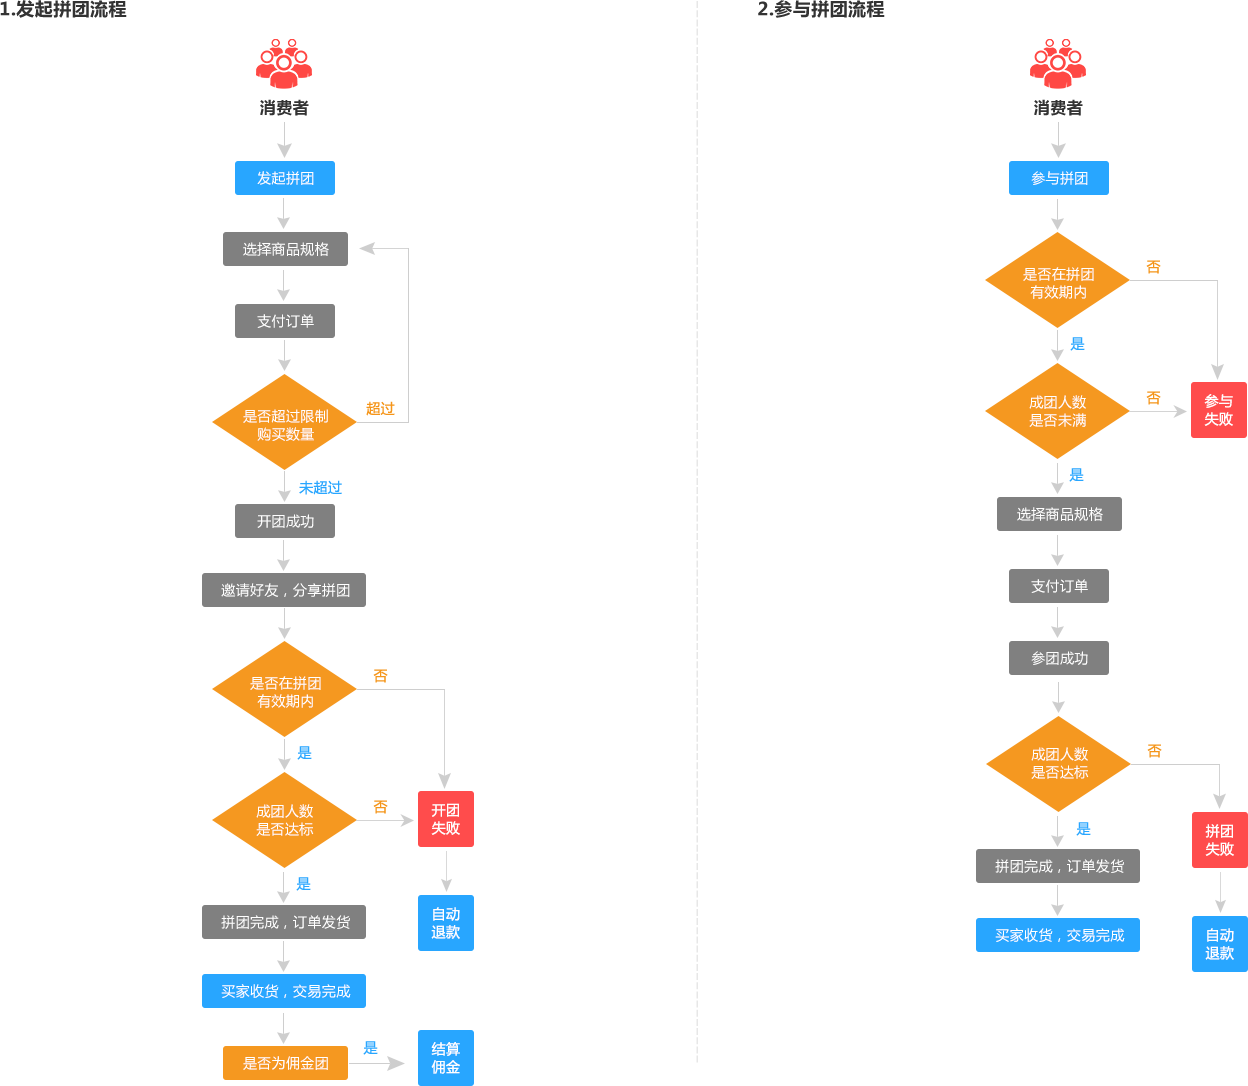 1.发起拼团流程
消费者
发起拼团
选择商品规格
支付订单
是否超过限制
购买数量
超过
未超过
开团成功
邀请好友，分享拼团
是否在拼团
有效期内
否
是
成团人数
是否达标
否
开团
失败
是
自动
退款
拼团完成，订单发货
买家收货，交易完成
是否为佣金团
是
结算
佣金
2.参与拼团流程
消费者
参与拼团
是否在拼团
有效期内
否
是
成团人数
是否未满
否
参与
失败
是
选择商品规格
支付订单
参团成功
成团人数
是否达标
否
是
拼团
失败
拼团完成，订单发货
买家收货，交易完成
自动
退款